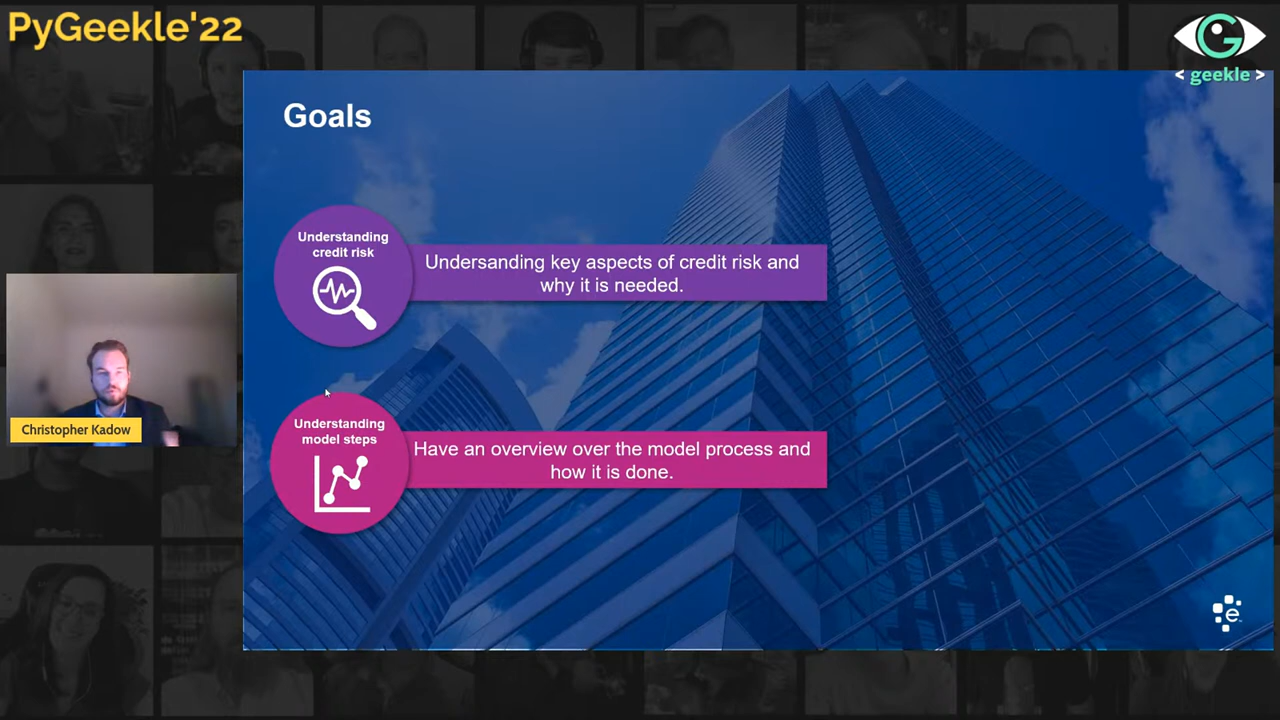 PyGeekle'22
< geekle >
Goals
Understanding
credit risk
Undersanding key aspects of credit risk and
why it is needed.
Understanding
model steps
Have an overview over the model process and
how it is done.
Christopher Kadow
e